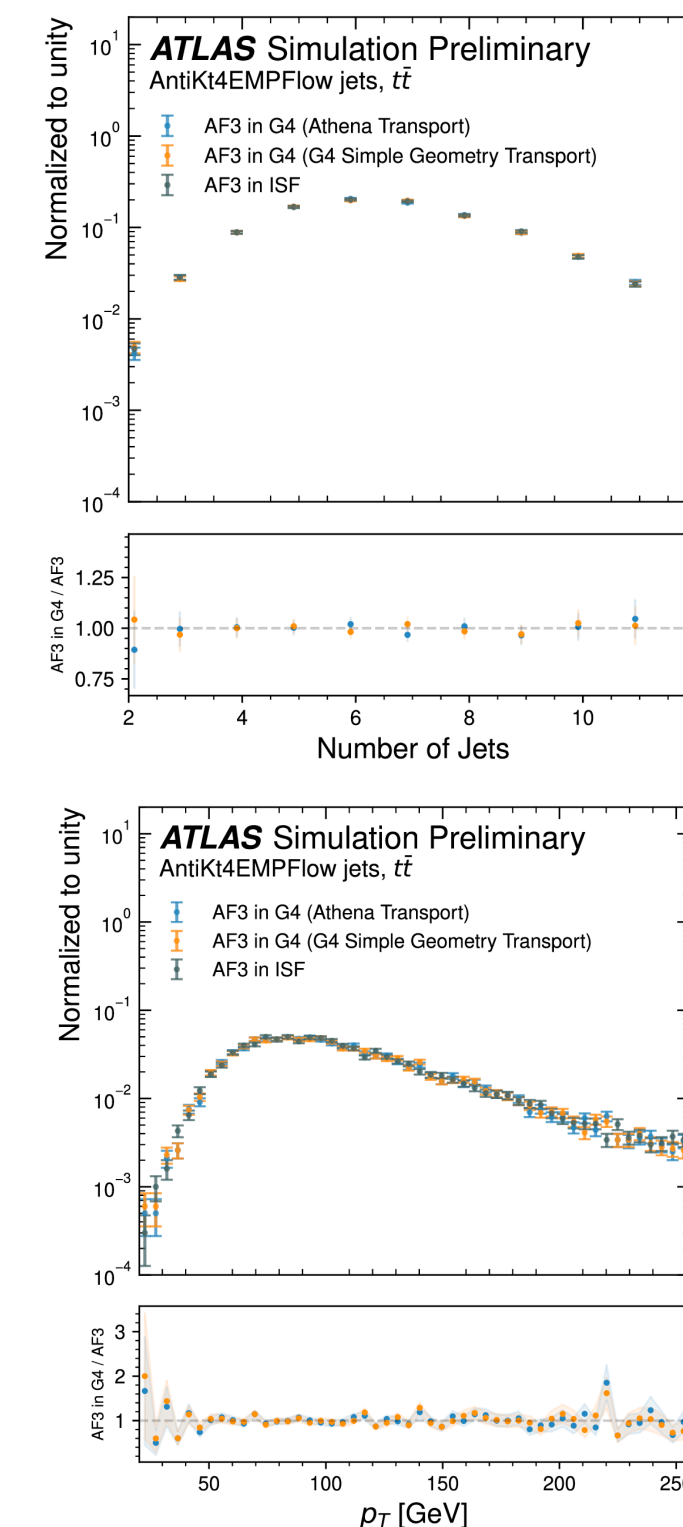 Normalized to unity
ATLAS Simulation Preliminary
AntiKt4EMPFlow jets, tt̄
AF3 in G4 (Athena Transport)
AF3 in G4 (G4 Simple Geometry Transport)
AF3 in ISF
10¹
10⁰
10⁻¹
10⁻²
10⁻³
10⁻⁴
AF3 in G4 / AF3
1.25
1.00
0.75
2 4 6 8 10
Number of Jets
Normalized to unity
ATLAS Simulation Preliminary
AntiKt4EMPFlow jets, tt̄
AF3 in G4 (Athena Transport)
AF3 in G4 (G4 Simple Geometry Transport)
AF3 in ISF
10¹
10⁰
10⁻¹
10⁻²
10⁻³
10⁻⁴
AF3 in G4 / AF3
3
2
1
50 100 150 200
p_T [GeV]